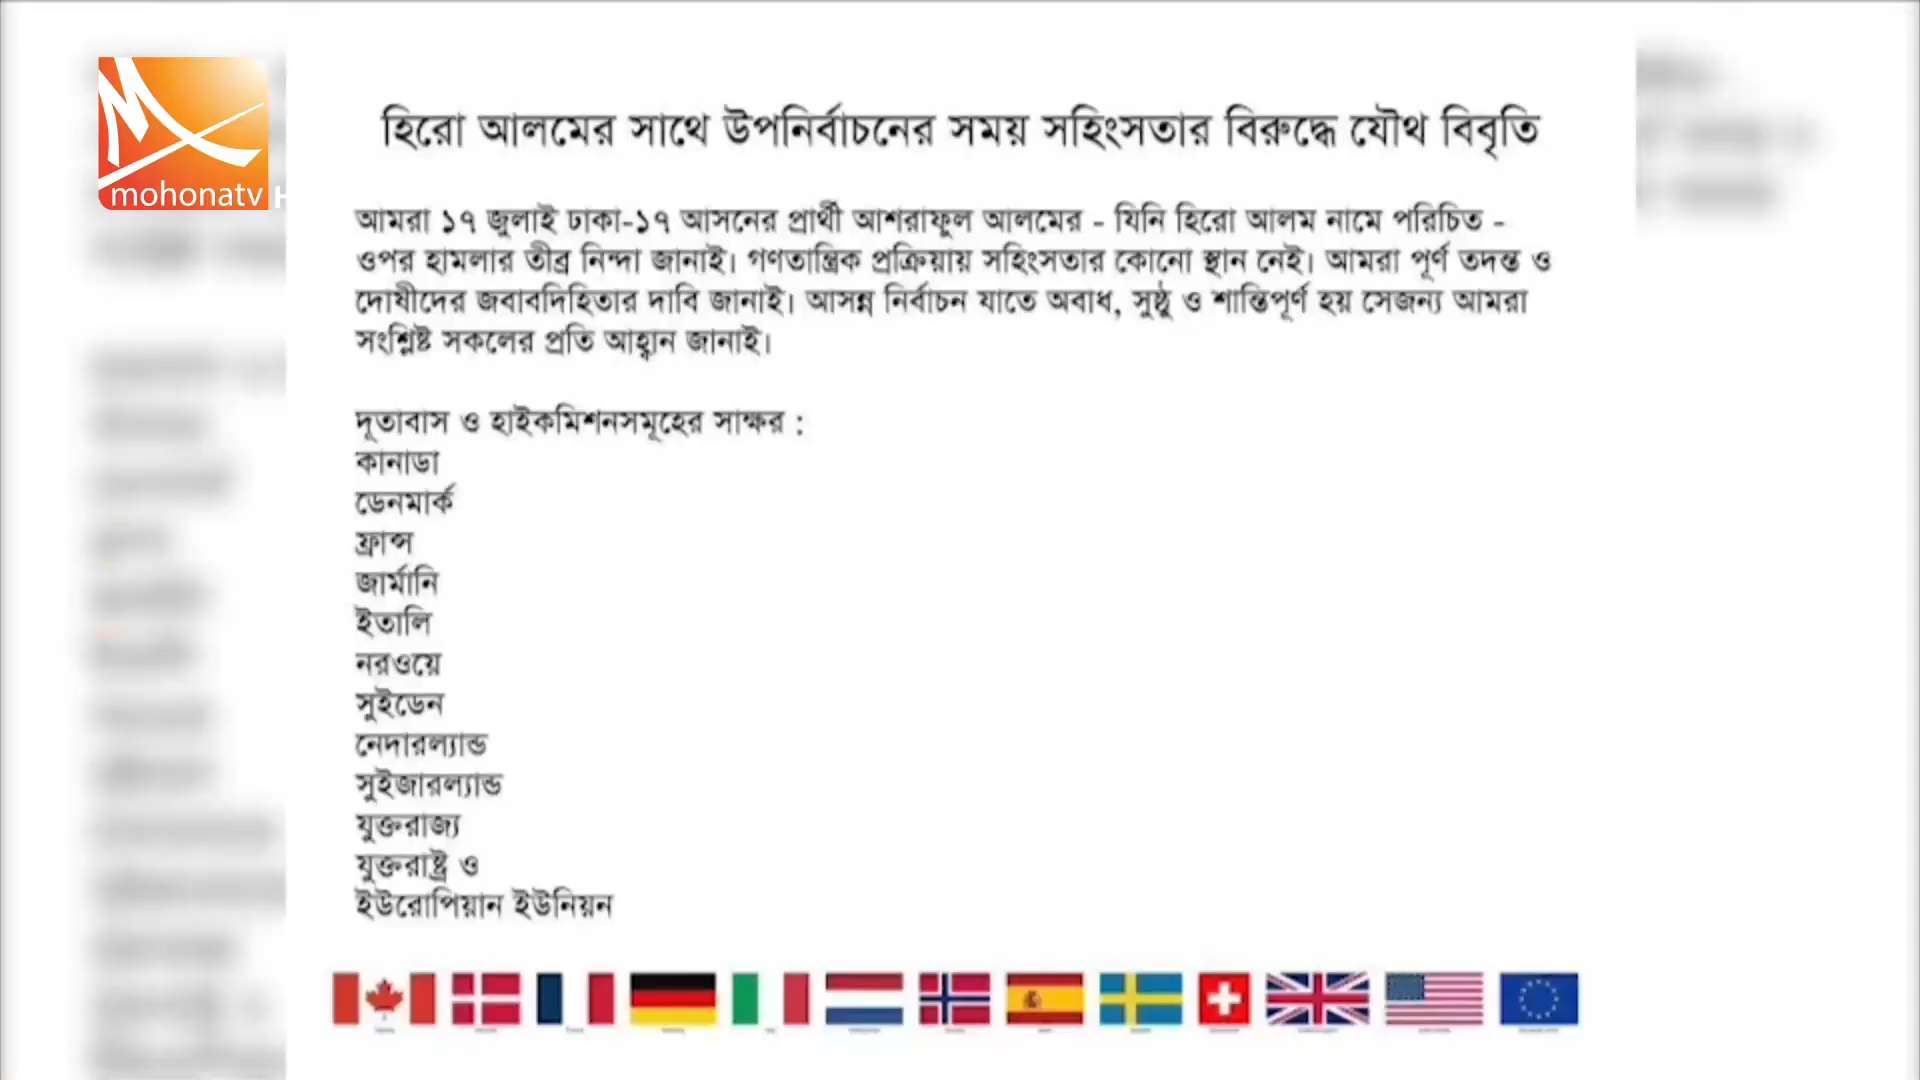 mohonatv H
হিরো আলমের সাথে উপনির্বাচনের সময় সহিংসতার বিরুদ্ধে যৌথ বিবৃতি
আমরা ১৭ জুলাই ঢাকা-১৭ আসনের প্রার্থী আশরাফুল আলমের - যিনি হিরো আলম নামে পরিচিত -
ওপর হামলার তীব্র নিন্দা জানাই। গণতান্ত্রিক প্রক্রিয়ায় সহিংসতার কোনো স্থান নেই। আমরা পূর্ণ তদন্ত ও
দোষীদের জবাবদিহিতার দাবি জানাই। আসন্ন নির্বাচন যাতে অবাধ, সুষ্ঠু ও শান্তিপূর্ণ হয় সেজন্য আমরা
সংশ্লিষ্ট সকলের প্রতি আহ্বান জানাই।
দূতাবাস ও হাইকমিশনসমূহের সাক্ষর :
কানাডা
ডেনমার্ক
ফ্রান্স
জার্মানি
ইতালি
নরওয়ে
সুইডেন
নেদারল্যান্ড
সুইজারল্যান্ড
যুক্তরাজ্য
যুক্তরাষ্ট্র ও
ইউরোপিয়ান ইউনিয়ন